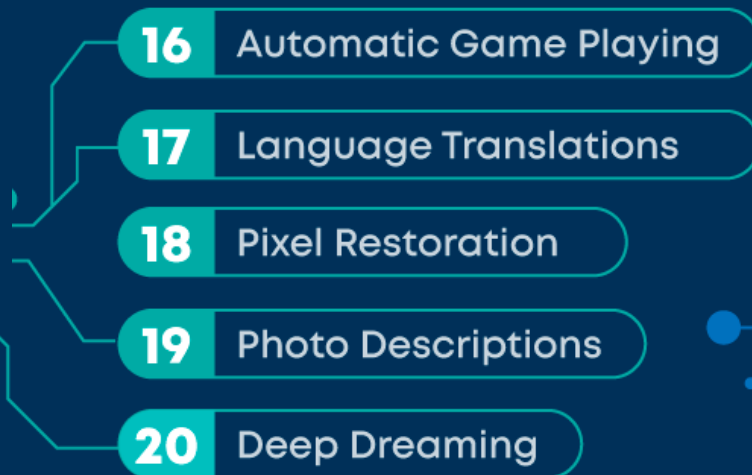 16 Automatic Game Playing
17 Language Translations
18 Pixel Restoration
19 Photo Descriptions
20 Deep Dreaming